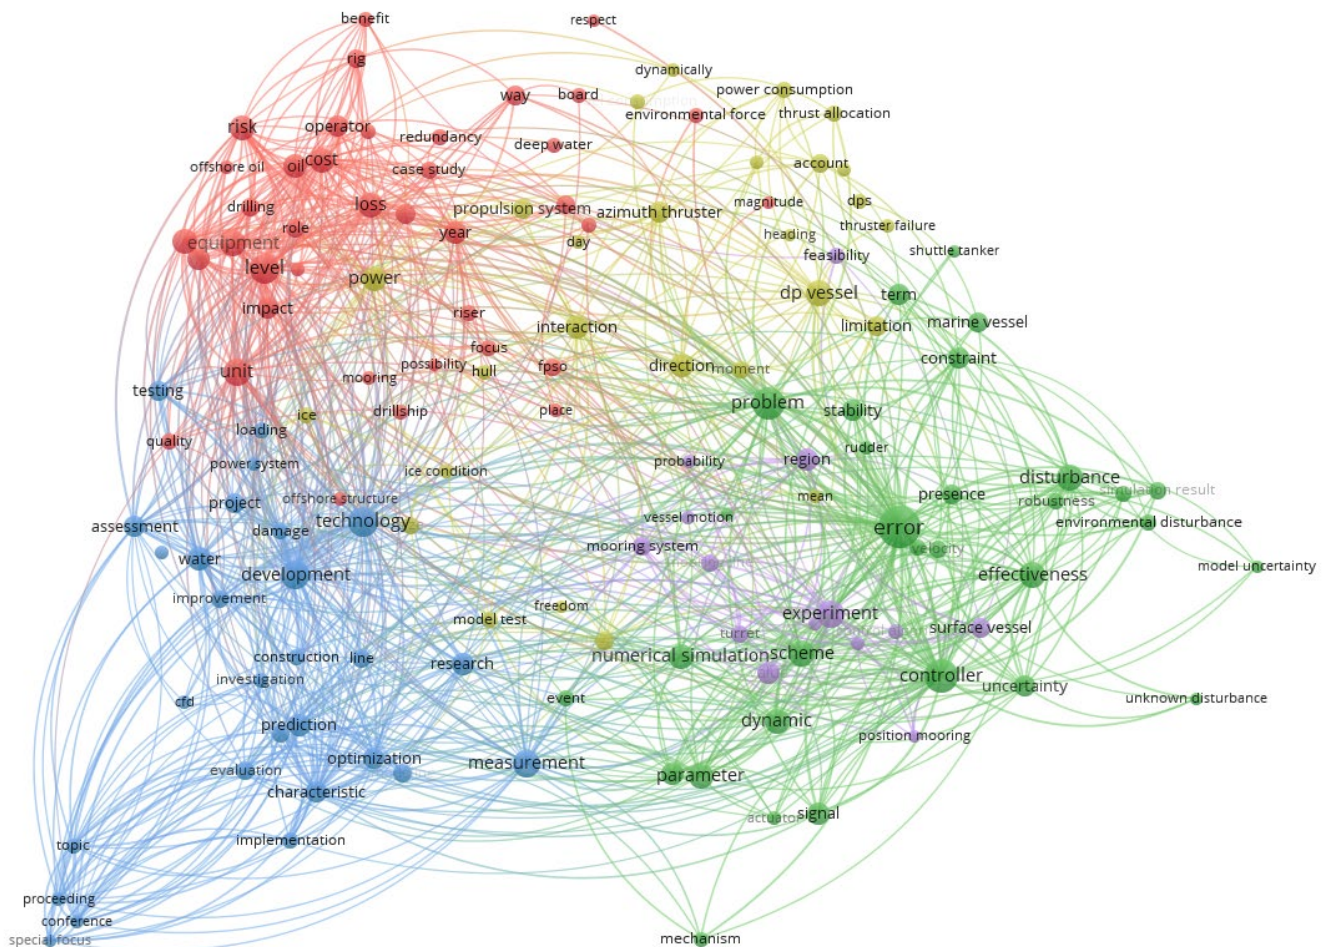 benefit
respect
rig
dynamically
way
board
power consumption
environmental force
thrust allocation
risk
operator
redundancy
deep water
offshore oil
oil
cost
case study
account
drilling
loss
propulsion system
azimuth thruster
magnitude
dps
role
year
day
heading
thruster failure
equipment
feasibility
shuttle tanker
level
power
dp vessel
term
impact
riser
interaction
limitation
marine vessel
focus
constraint
unit
mooring
possibility
hull
fpso
direction
moment
testing
ice
drillship
place
problem
stability
quality
loading
rudder
power system
ice condition
probability
region
project
offshore structure
mean
presence
disturbance
robustness
simulation result
assessment
damage
technology
vessel motion
error
environmental disturbance
water
mooring system
velocity
development
effectiveness
model uncertainty
improvement
model test
freedom
experiment
turret
surface vessel
construction
line
research
numerical simulation
scheme
investigation
controller
uncertainty
cfd
event
unknown disturbance
prediction
dynamic
position mooring
evaluation
optimization
measurement
parameter
characteristic
actuator
signal
implementation
topic
proceeding
conference
special focus
mechanism